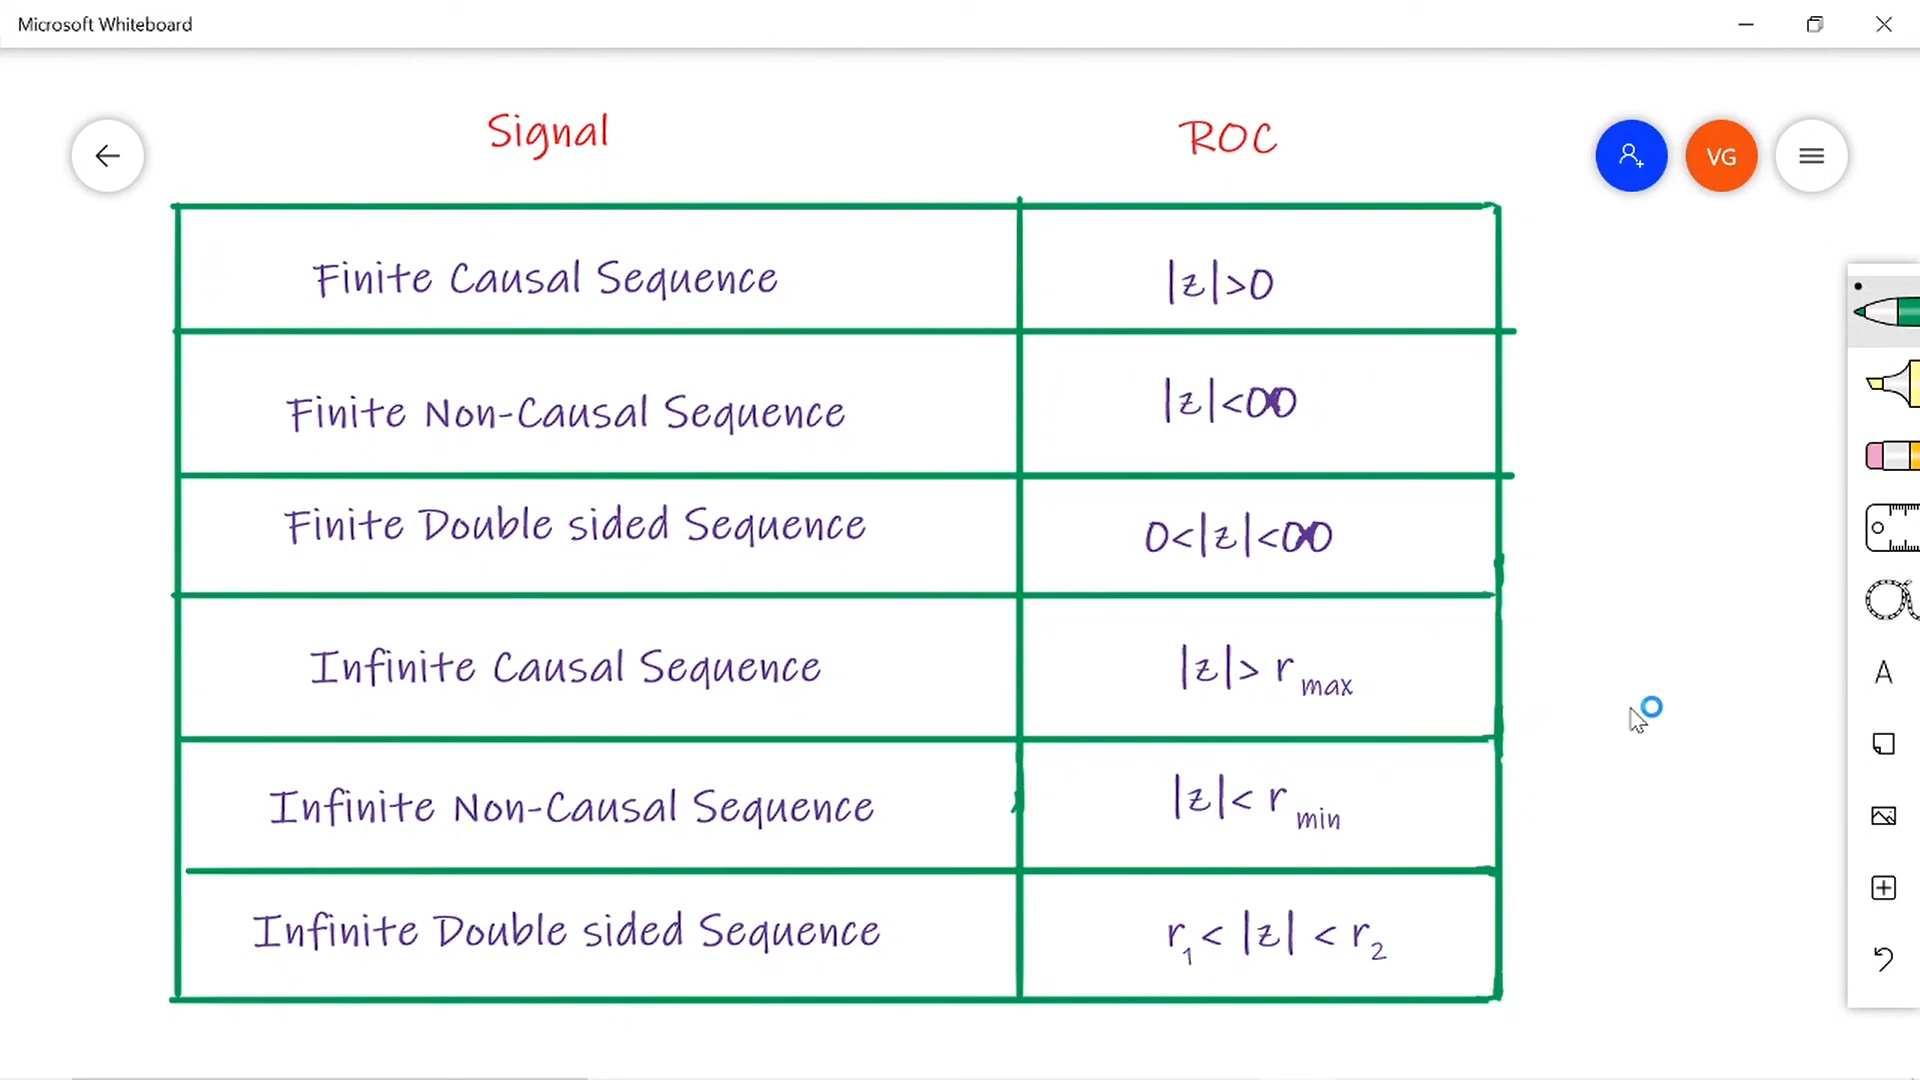 Microsoft Whiteboard
Signal
ROC
VG
Finite Causal Sequence
|z|>0
Finite Non-Causal Sequence
|z|<∞
Finite Double sided Sequence
0<|z|<∞
Infinite Causal Sequence
|z|> r max
Infinite Non-Causal Sequence
|z|< r min
Infinite Double sided Sequence
r1 < |z| < r2
A